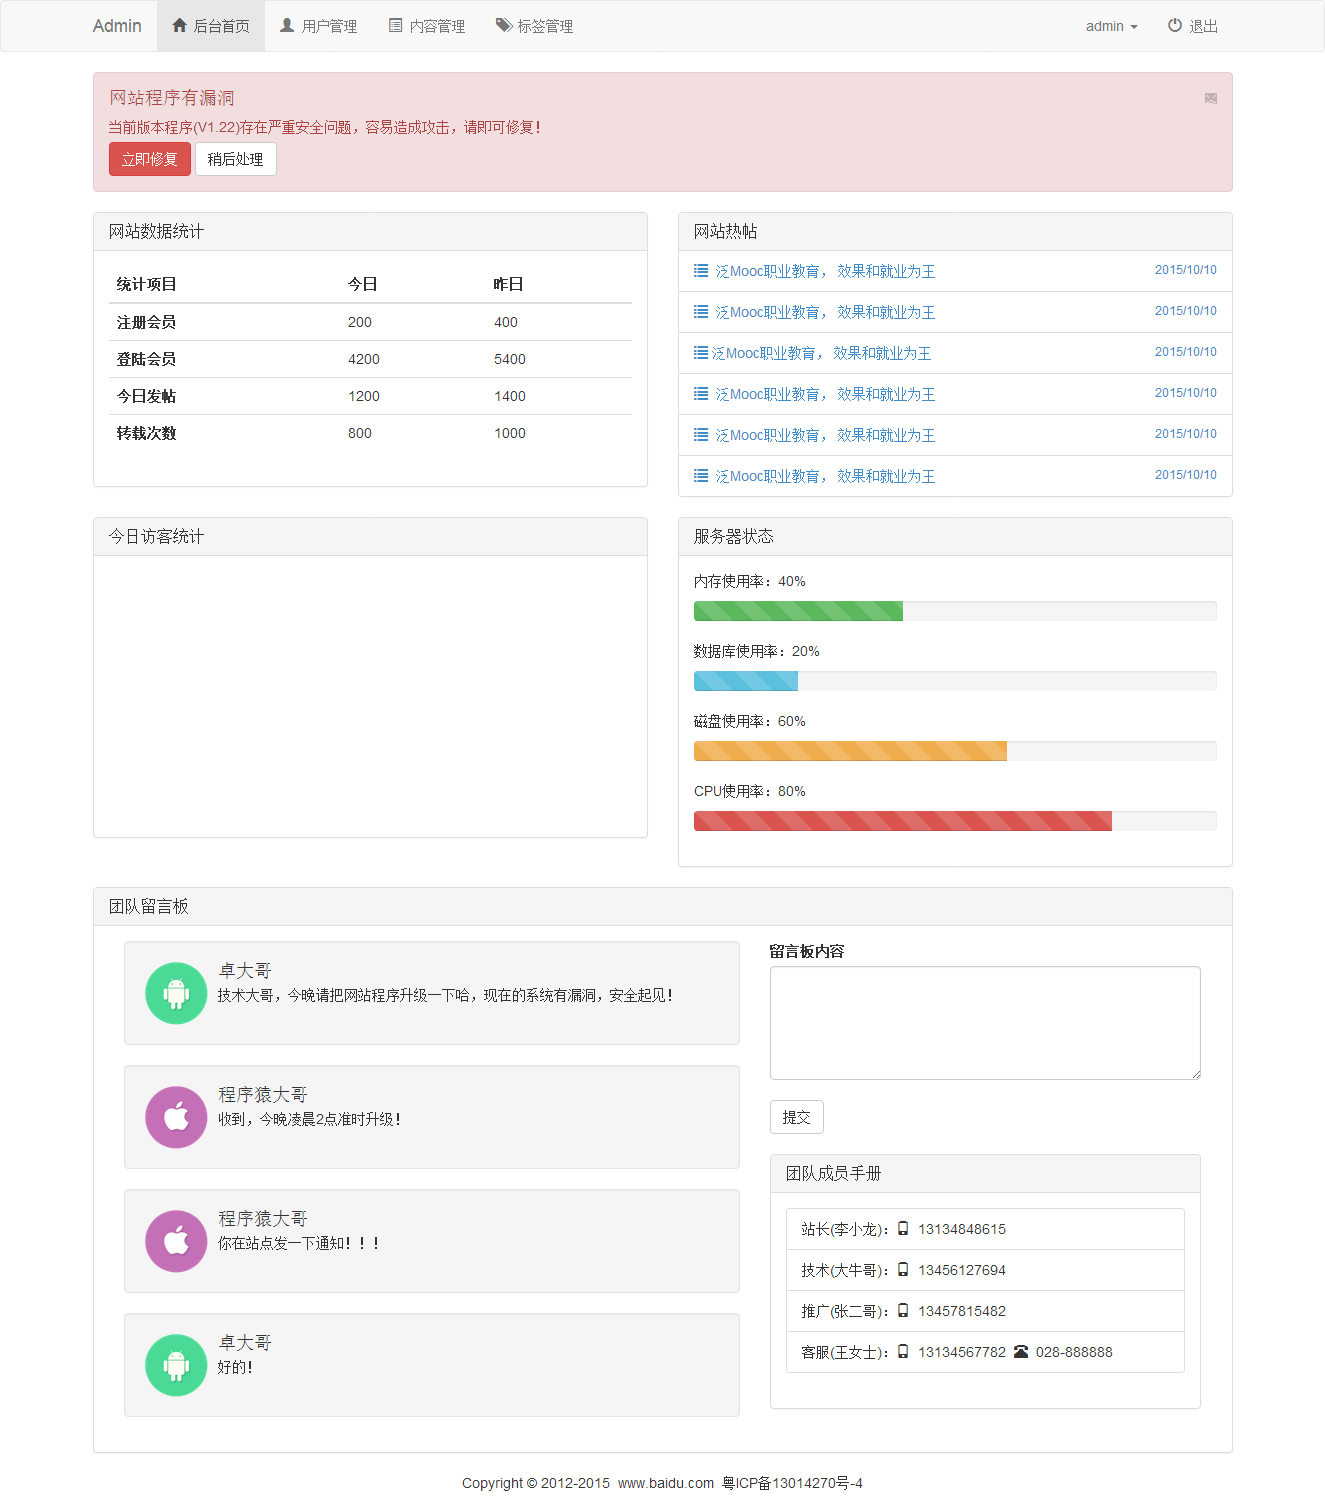 Admin 后台首页 用户管理 内容管理 标签管理 admin 退出
网站程序有漏洞
当前版本程序(V1.22)存在严重安全问题，容易造成攻击，请即可修复！
立即修复 稍后处理
网站数据统计
统计项目 今日 昨日
注册会员 200 400
登陆会员 4200 5400
今日发帖 1200 1400
转载次数 800 1000
网站热帖
泛Mooc职业教育， 效果和就业为王 2015/10/10
泛Mooc职业教育， 效果和就业为王 2015/10/10
泛Mooc职业教育， 效果和就业为王 2015/10/10
泛Mooc职业教育， 效果和就业为王 2015/10/10
泛Mooc职业教育， 效果和就业为王 2015/10/10
泛Mooc职业教育， 效果和就业为王 2015/10/10
今日访客统计
服务器状态
内存使用率：40%
数据库使用率：20%
磁盘使用率：60%
CPU使用率：80%
团队留言板
卓大哥
技术大哥，今晚请把网站程序升级一下哈，现在的系统有漏洞，安全起见！
程序猿大哥
收到，今晚凌晨2点准时升级！
程序猿大哥
你在站点发一下通知！！！
卓大哥
好的！
留言板内容
提交
团队成员手册
站长(李小龙)： 13134848615
技术(大牛哥)： 13456127694
推广(张二哥)： 13457815482
客服(王女士)： 13134567782 028-888888
Copyright © 2012-2015 www.baidu.com 粤ICP备13014270号-4